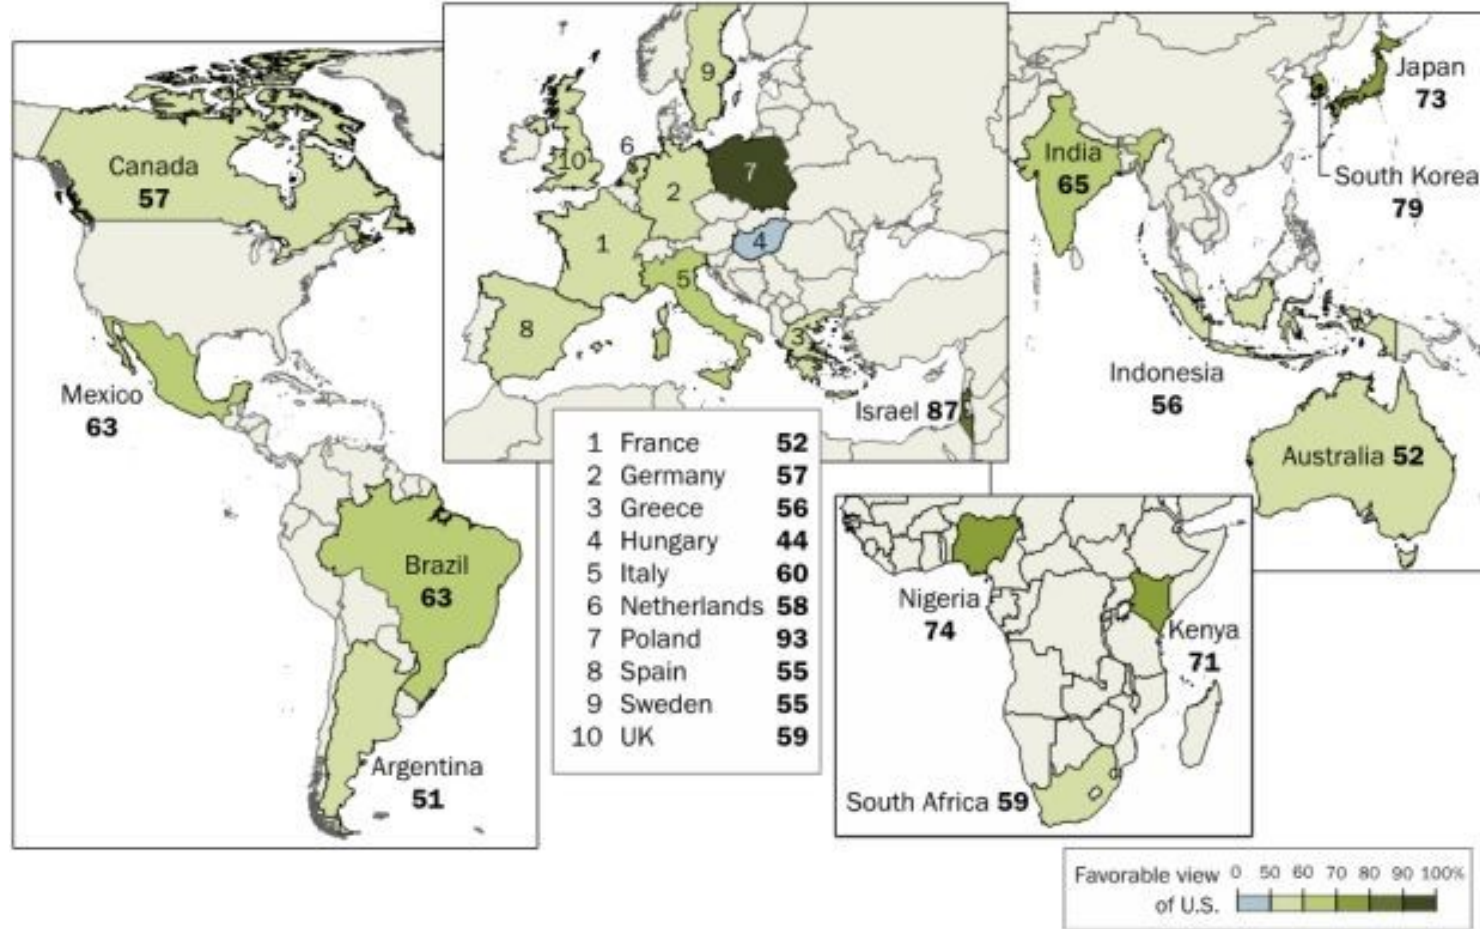 Canada
57
Mexico
63
Brazil
63
Argentina
51
9
6
10
7
2
1
4
5
8
3
Israel 87
1 France 52
2 Germany 57
3 Greece 56
4 Hungary 44
5 Italy 60
6 Netherlands 58
7 Poland 93
8 Spain 55
9 Sweden 55
10 UK 59
Japan
73
India
65
South Korea
79
Indonesia
56
Australia 52
Nigeria
74
Kenya
71
South Africa 59
Favorable view 0 50 60 70 80 90 100%
of U.S.